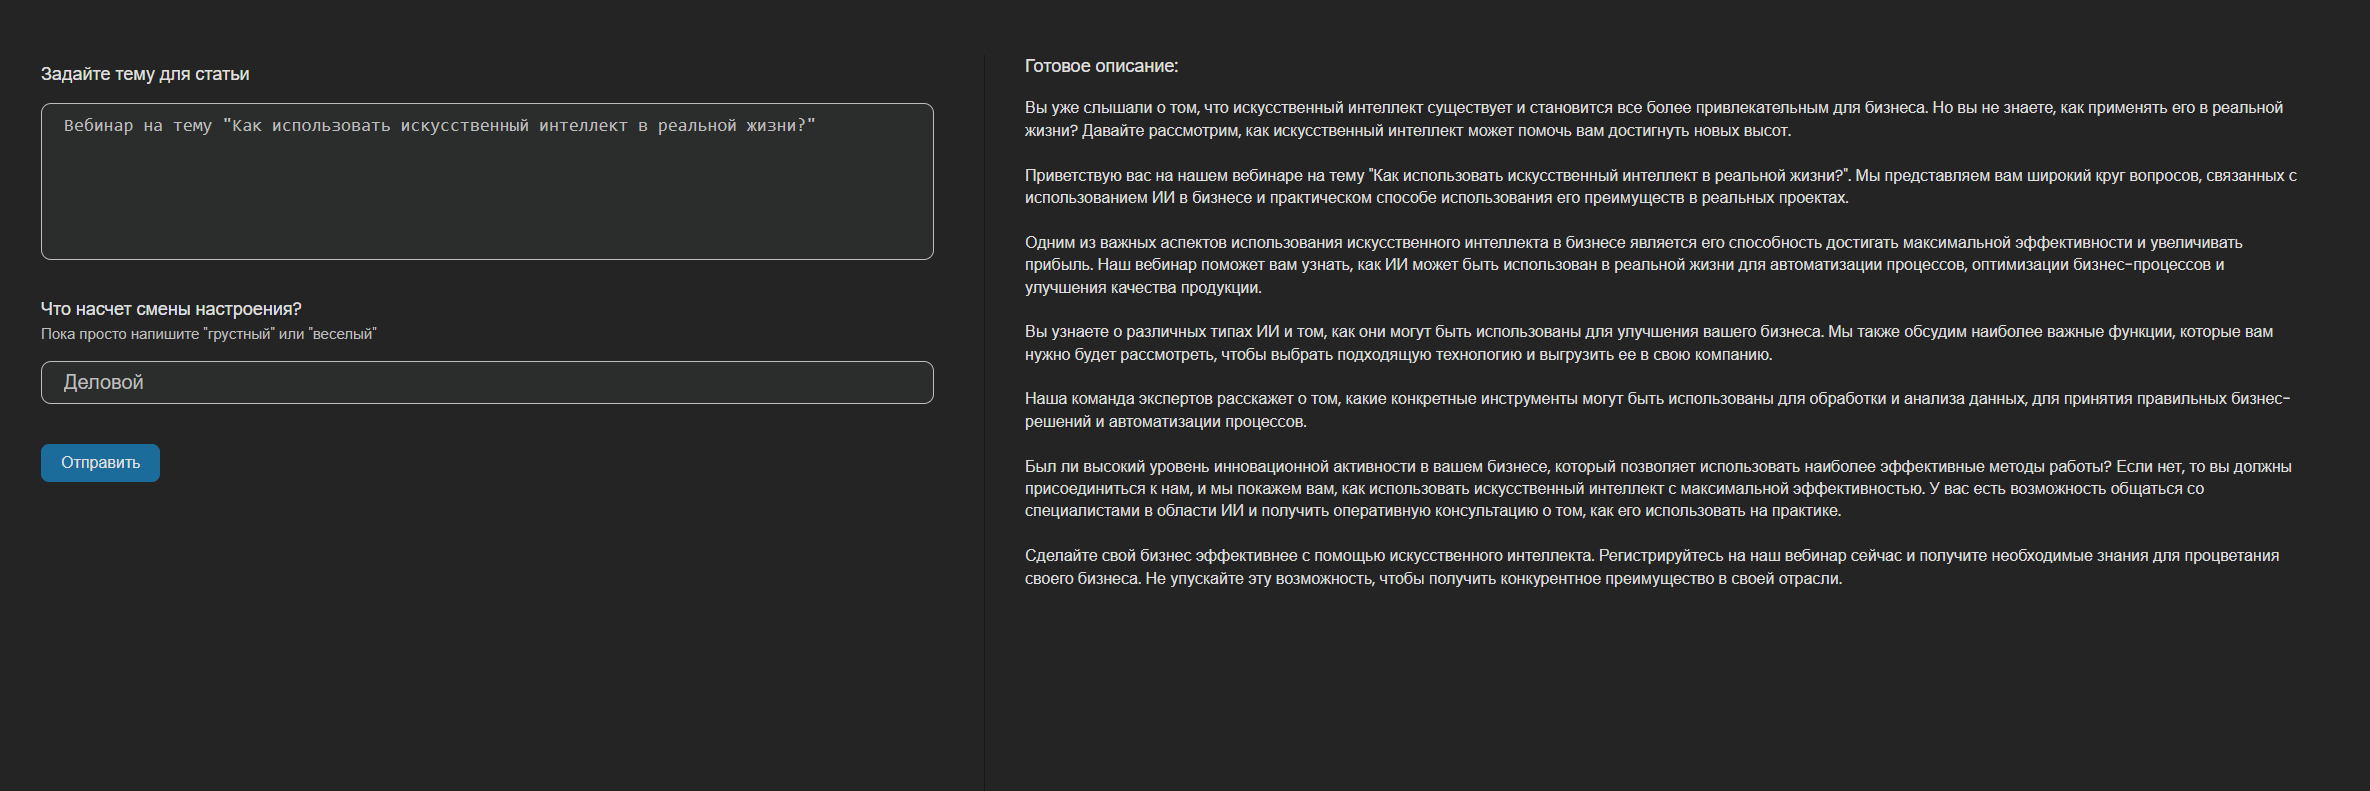 Задайте тему для статьи
Вебинар на тему "Как использовать искусственный интеллект в реальной жизни?"
Что насчет смены настроения?
Пока просто напишите "грустный" или "веселый"
Деловой
Отправить
Готовое описание:
Вы уже слышали о том, что искусственный интеллект существует и становится все более привлекательным для бизнеса. Но вы не знаете, как применять его в реальной
жизни? Давайте рассмотрим, как искусственный интеллект может помочь вам достигнуть новых высот.
Приветствую вас на нашем вебинаре на тему "Как использовать искусственный интеллект в реальной жизни?". Мы представляем вам широкий круг вопросов, связанных с
использованием ИИ в бизнесе и практическом способе использования его преимуществ в реальных проектах.
Одним из важных аспектов использования искусственного интеллекта в бизнесе является его способность достигать максимальной эффективности и увеличивать
прибыль. Наш вебинар поможет вам узнать, как ИИ может быть использован в реальной жизни для автоматизации процессов, оптимизации бизнес-процессов и
улучшения качества продукции.
Вы узнаете о различных типах ИИ и том, как они могут быть использованы для улучшения вашего бизнеса. Мы также обсудим наиболее важные функции, которые вам
нужно будет рассмотреть, чтобы выбрать подходящую технологию и выгрузить ее в свою компанию.
Наша команда экспертов расскажет о том, какие конкретные инструменты могут быть использованы для обработки и анализа данных, для принятия правильных бизнес-
решений и автоматизации процессов.
Был ли высокий уровень инновационной активности в вашем бизнесе, который позволяет использовать наиболее эффективные методы работы? Если нет, то вы должны
присоединиться к нам, и мы покажем вам, как использовать искусственный интеллект с максимальной эффективностью. У вас есть возможность общаться со
специалистами в области ИИ и получить оперативную консультацию о том, как его использовать на практике.
Сделайте свой бизнес эффективнее с помощью искусственного интеллекта. Регистрируйтесь на наш вебинар сейчас и получите необходимые знания для процветания
своего бизнеса. Не упускайте эту возможность, чтобы получить конкурентное преимущество в своей отрасли.